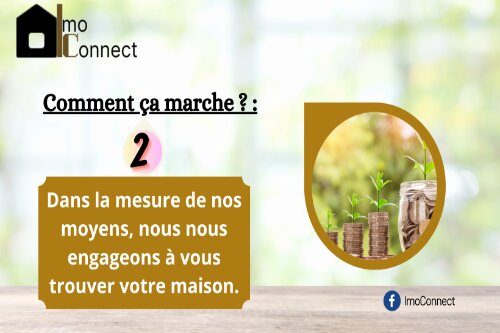 Imo
Connect
Comment ça marche ? :
2
Dans la mesure de nos
moyens, nous nous
engageons à vous
trouver votre maison.
ImoConnect